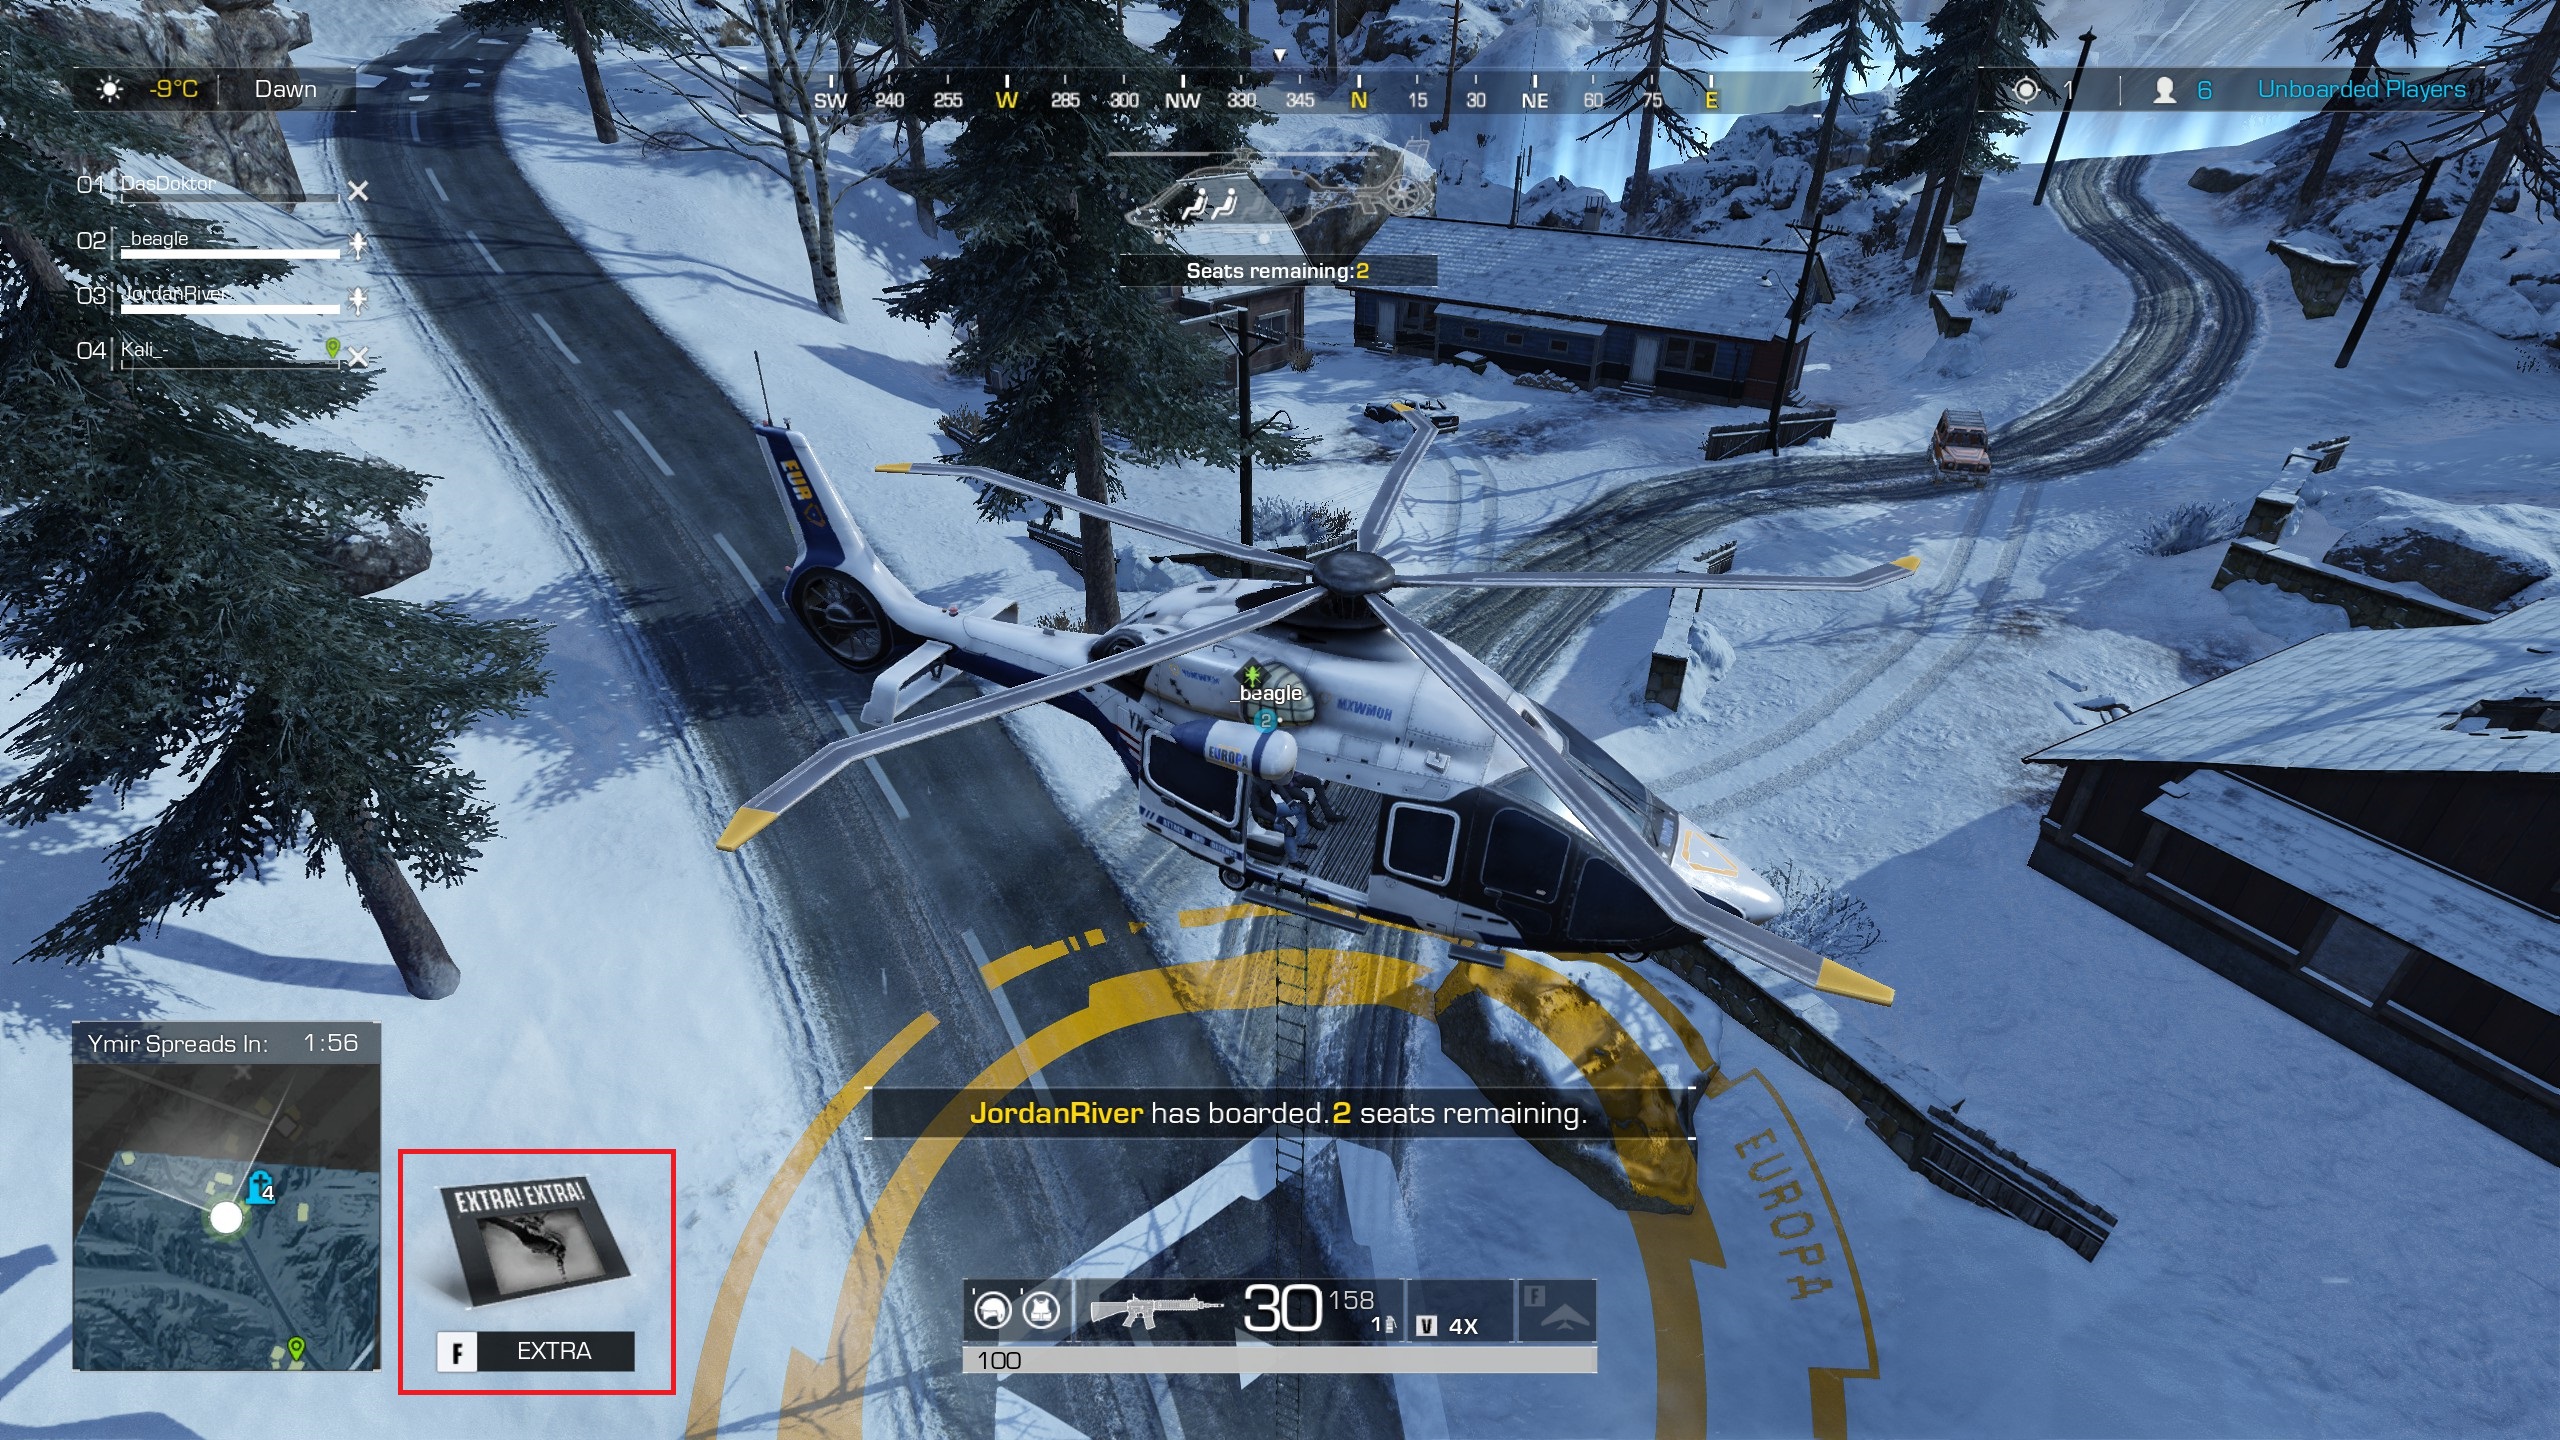 -9°C Dawn
SW 240 255 W 285 300 NW 330 345 N 15 30 NE 60 75 E
1 6 Unboarded Players
01 DasDoktor
02 _beagle
03 JordanRiver
04 Kali_-
Seats remaining:2
EUR
_beagle
2
MXWMOH
EUROPA
Ymir Spreads In: 1:56
4
JordanRiver has boarded.2 seats remaining.
EUROPA
EXTRA! EXTRA!
F EXTRA
30 158
1
V 4X
F
100